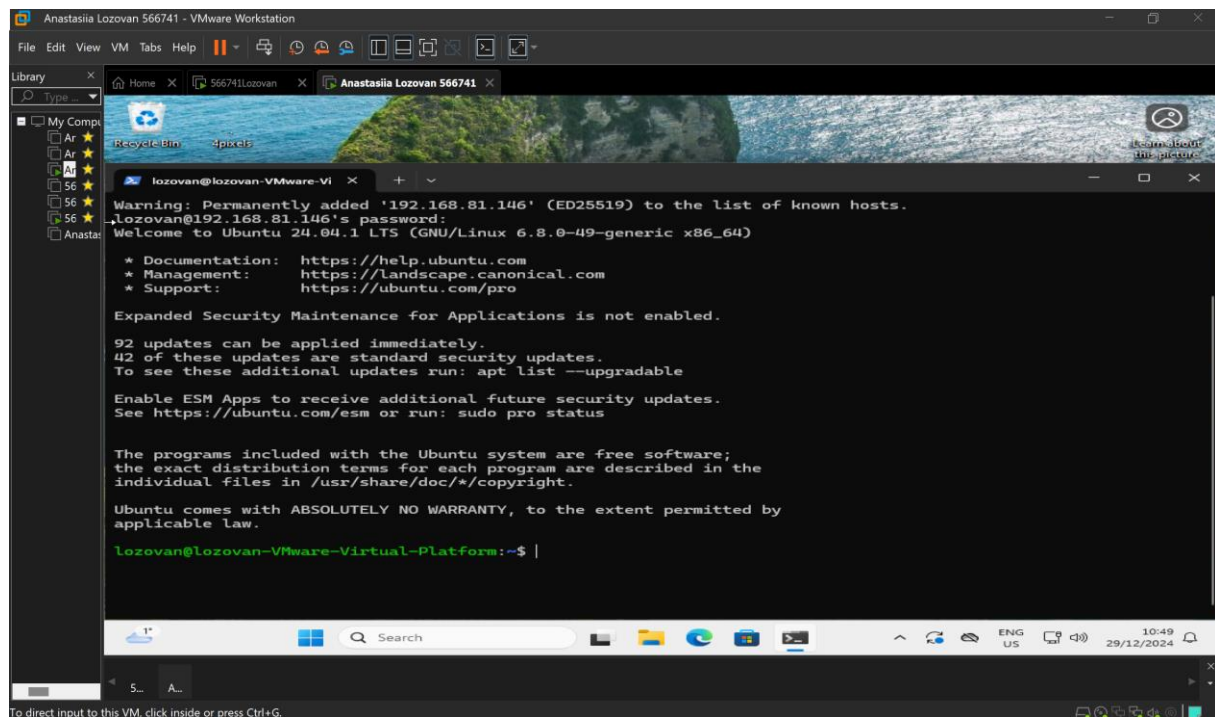 Anastasiia Lozovan 566741 - VMware Workstation
File Edit View VM Tabs Help
Library
Home 566741Lozovan Anastasiia Lozovan 566741
Type ...
My Compu
Ar
Ar
Ar
56
56
56
Anastas
Recycle Bin 4pixels
Learn about
this picture
lozovan@lozovan-VMware-Vi
Warning: Permanently added '192.168.81.146' (ED25519) to the list of known hosts.
lozovan@192.168.81.146's password:
Welcome to Ubuntu 24.04.1 LTS (GNU/Linux 6.8.0-49-generic x86_64)
* Documentation: https://help.ubuntu.com
* Management: https://landscape.canonical.com
* Support: https://ubuntu.com/pro
Expanded Security Maintenance for Applications is not enabled.
92 updates can be applied immediately.
42 of these updates are standard security updates.
To see these additional updates run: apt list --upgradable
Enable ESM Apps to receive additional future security updates.
See https://ubuntu.com/esm or run: sudo pro status
The programs included with the Ubuntu system are free software;
the exact distribution terms for each program are described in the
individual files in /usr/share/doc/*/copyright.
Ubuntu comes with ABSOLUTELY NO WARRANTY, to the extent permitted by
applicable law.
lozovan@lozovan-VMware-Virtual-Platform:~$
1° Search ENG 10:49
US 29/12/2024
5... A...
To direct input to this VM, click inside or press Ctrl+G.